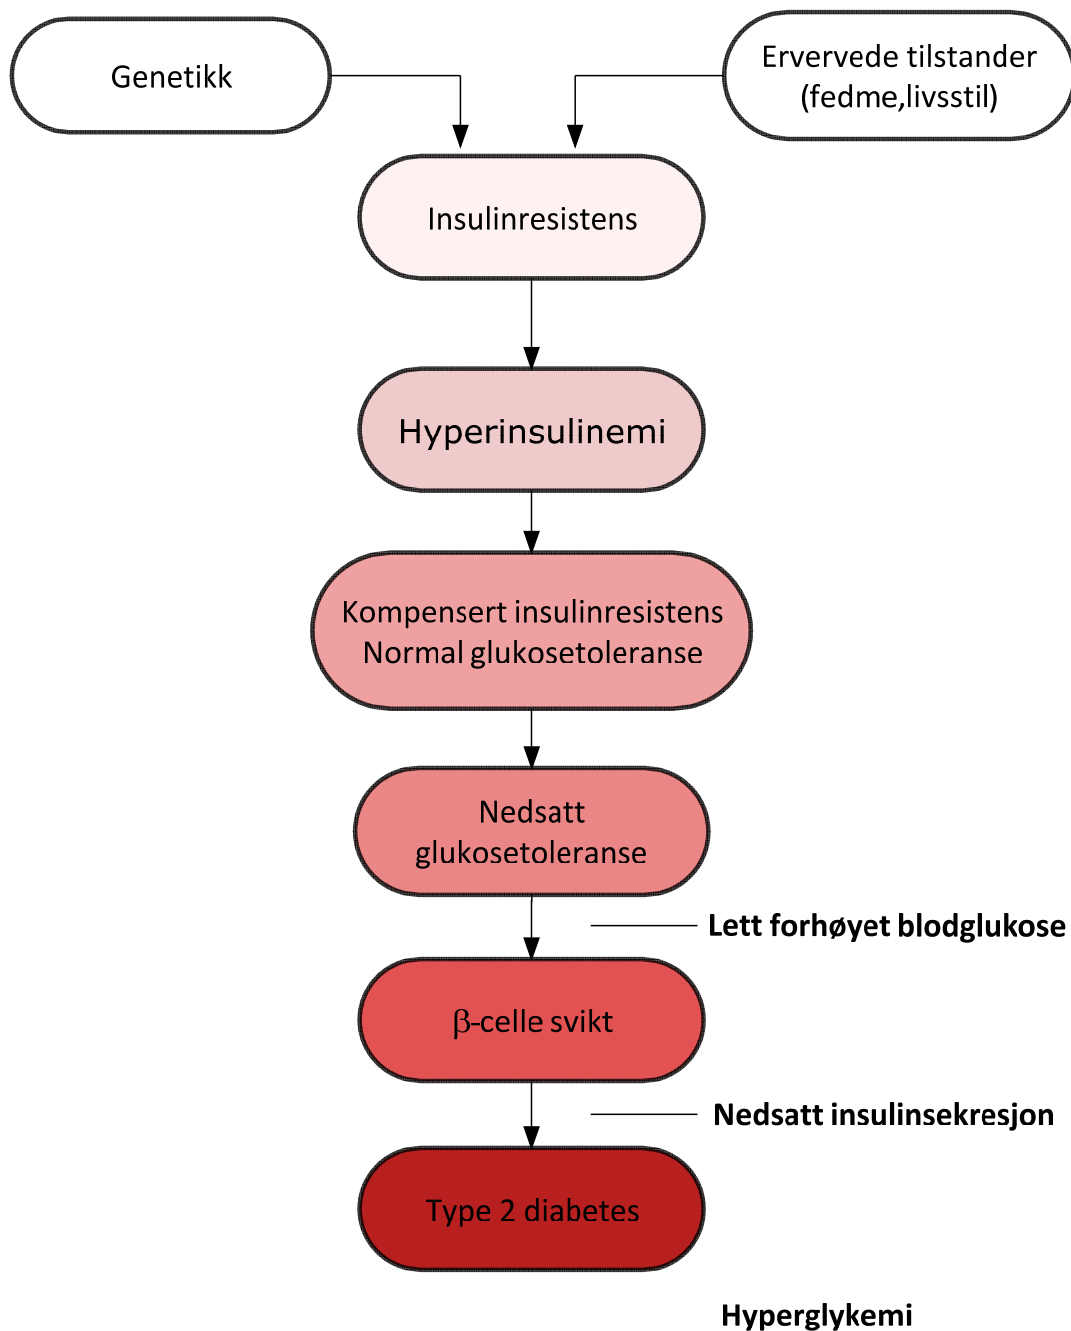 Genetikk
Ervervede tilstander
(fedme,livsstil)
Insulinresistens
Hyperinsulinemi
Kompensert insulinresistens
Normal glukosetoleranse
Nedsatt
glukosetoleranse
Lett forhøyet blodglukose
β-celle svikt
Nedsatt insulinsekresjon
Type 2 diabetes
Hyperglykemi